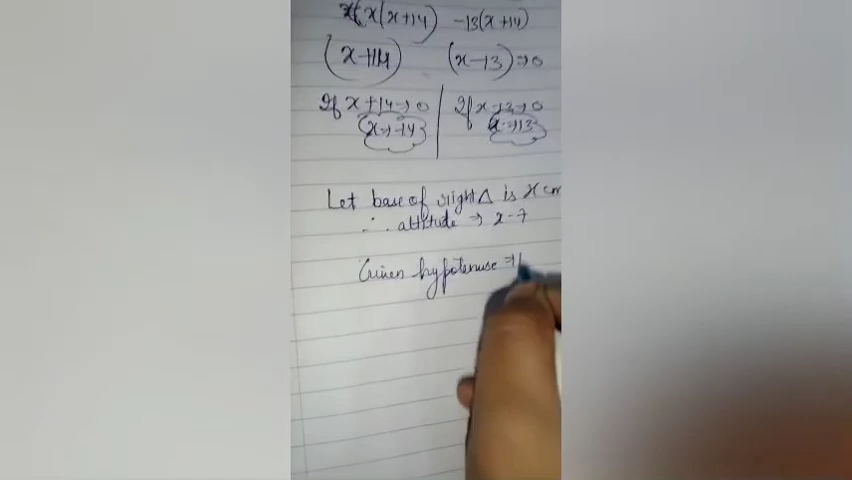 x(x+14) -13(x+14)
(x+14) (x-13)⇒0
If x+14⇒0 If x-13⇒0
x⇒-14 x⇒13
Let base of right Δ is x cm
∴ altitude ⇒ x-7
Given hypotenuse ⇒1